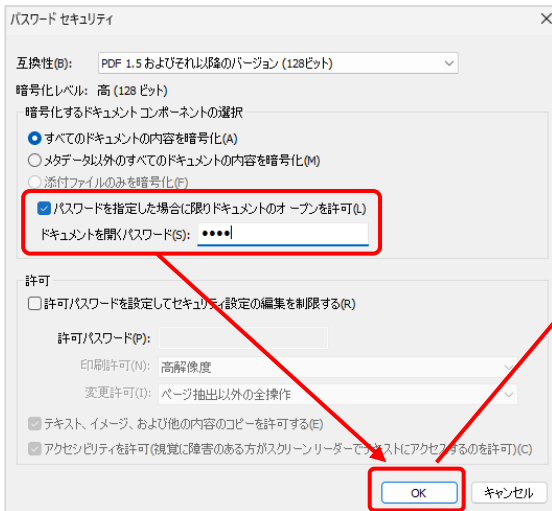 パスワード セキュリティ
互換性(B): PDF 1.5 およびそれ以降のバージョン (128ビット)
暗号化レベル: 高 (128 ビット)
暗号化するドキュメントコンポーネントの選択
すべてのドキュメントの内容を暗号化(A)
メタデータ以外のすべてのドキュメントの内容を暗号化(M)
添付ファイルのみを暗号化(F)
パスワードを指定した場合に限りドキュメントのオープンを許可(L)
ドキュメントを開くパスワード(S): ••••
許可
許可パスワードを設定してセキュリティ設定の編集を制限する(R)
許可パスワード(P):
印刷許可(N): 高解像度
変更許可(I): ページ抽出以外の全操作
テキスト、イメージ、および他の内容のコピーを許可する(E)
アクセシビリティを許可(視覚に障害のある方がスクリーンリーダーでテキストにアクセスするのを許可)(C)
OK キャンセル